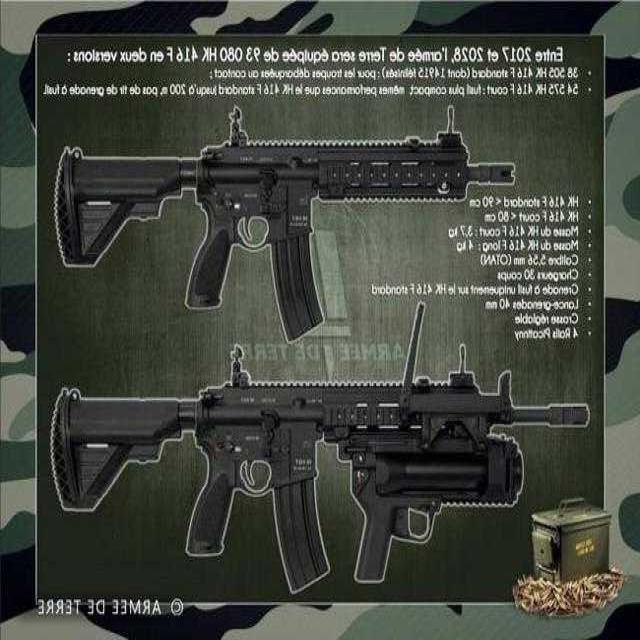 Entre 2017 et 2028, l'armée de Terre sera équipée de 93 080 HK 416 F en deux versions :
• 38 505 HK 416 F standard (dont 14915 féinisés) : pour les troupes débarquées ou au contact ;
• 54 575 HK 416 F court : plus compact, mêmes performances que le HK 416 F standard jusqu'à 200 m, pas de tir de grenade à fusil.
• HK 416 F standard < 90 cm
• HK 416 F court < 80 cm
• Masse du HK 416 F court : 3,7 kg
• Masse du HK 416 F long : 4 kg
• Calibre 5,56 mm (OTAN)
• Chargeurs 30 coups
• Grenade à fusil uniquement sur le HK 416 F standard
• Lance-grenades 40 mm
• Crosse réglable
• 4 Rails Picatinny
ARMEE DE TERRE
© ARMEE DE TERRE